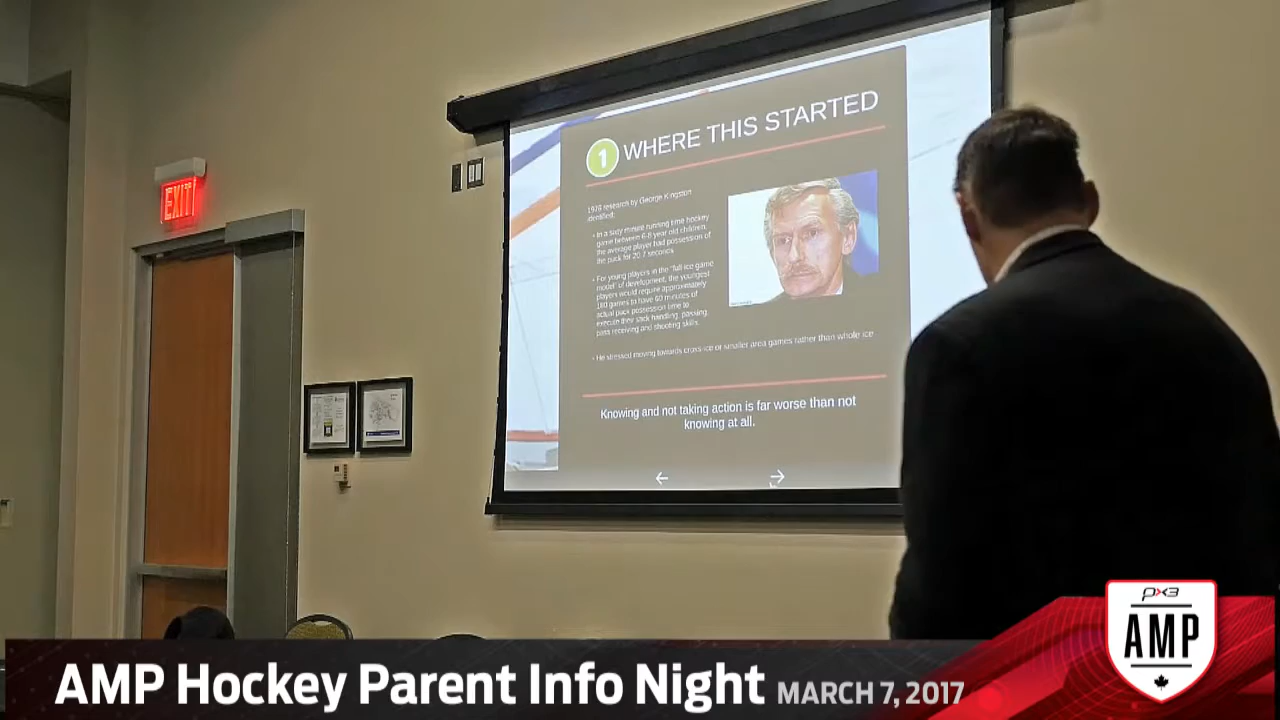 EXIT
1 WHERE THIS STARTED
research by George Kingston
identified:
In a sixty minute running time hockey
game between 6-8 year old children,
the average player had possession of
the puck for 20.7 seconds.
For young players in the "full-ice game
model" of development, the youngest
players would require approximately
180 games to have 60 minutes of
actual puck possession time to
execute their stick handling, passing,
pass receiving and shooting skills.
He stressed moving towards cross-ice or smaller area games rather than whole ice
Knowing and not taking action is far worse than not
knowing at all.
px3
AMP
AMP Hockey Parent Info Night MARCH 7, 2017